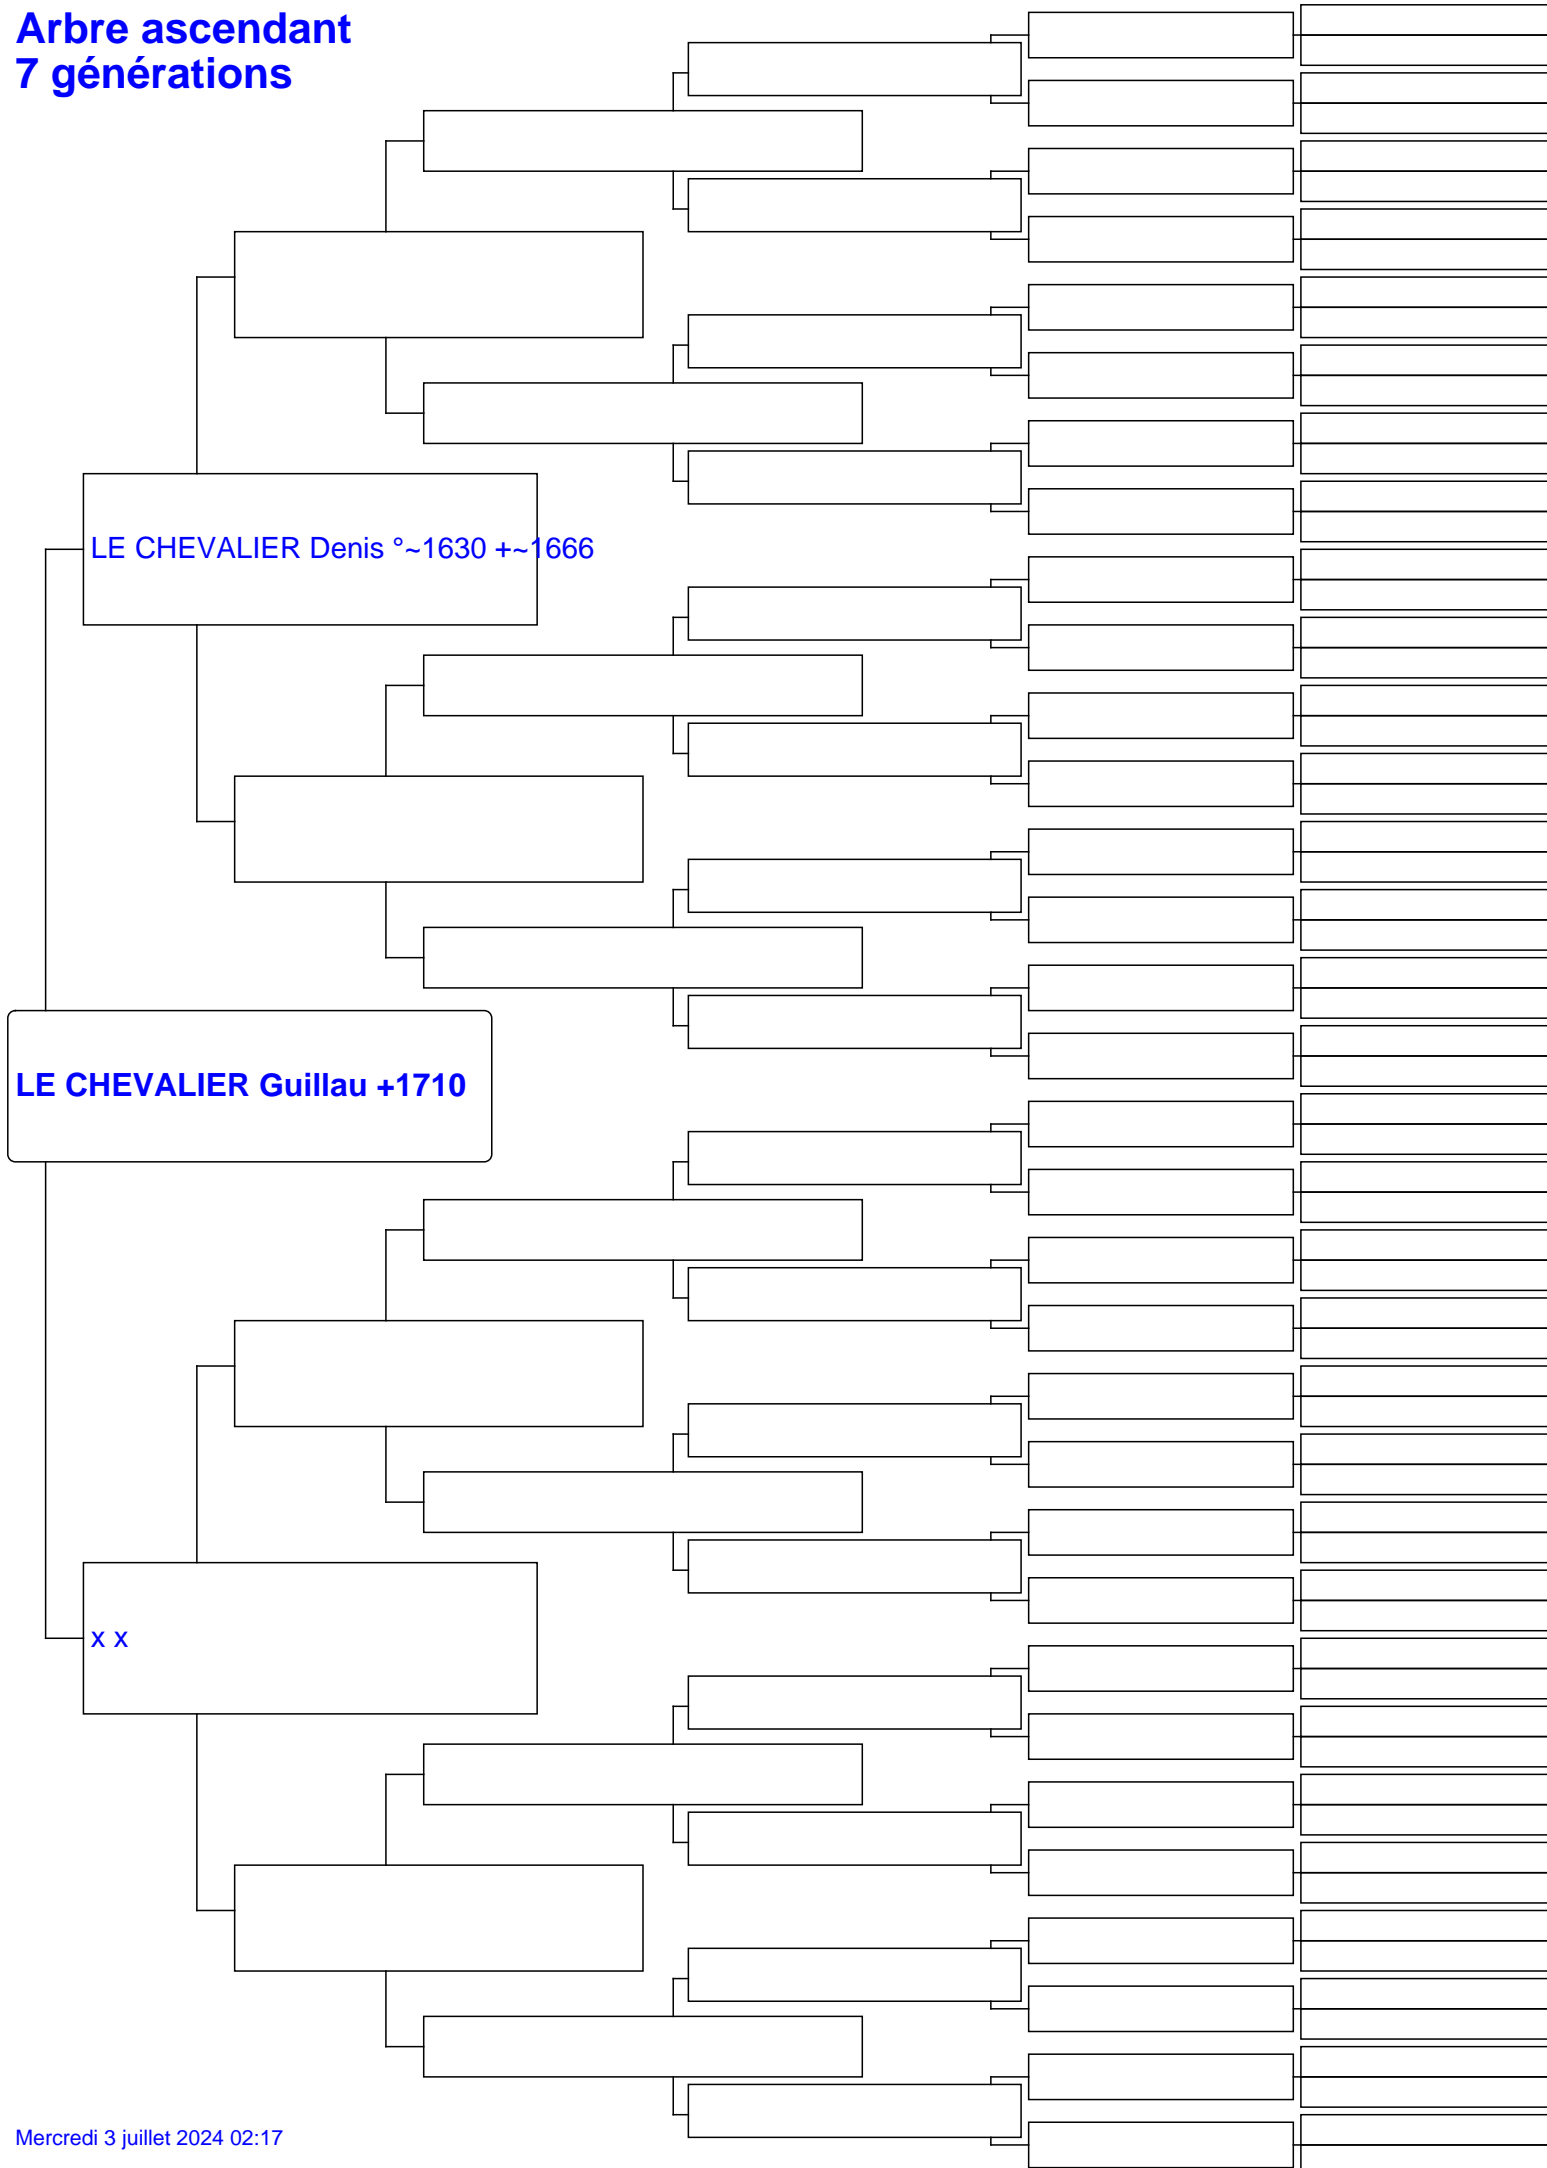 Arbre ascendant
7 générations
LE CHEVALIER Denis °~1630 +~1666
LE CHEVALIER Guillau +1710
x x
Mercredi 3 juillet 2024 02:17